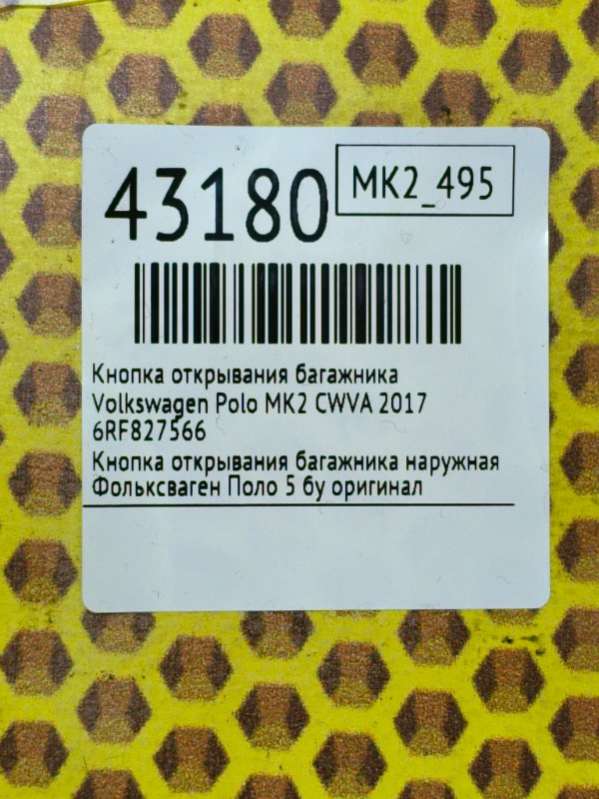 43180
MK2_495
Кнопка открывания багажника
Volkswagen Polo MK2 CWVA 2017
6RF827566
Кнопка открывания багажника наружная
Фольксваген Поло 5 бу оригинал